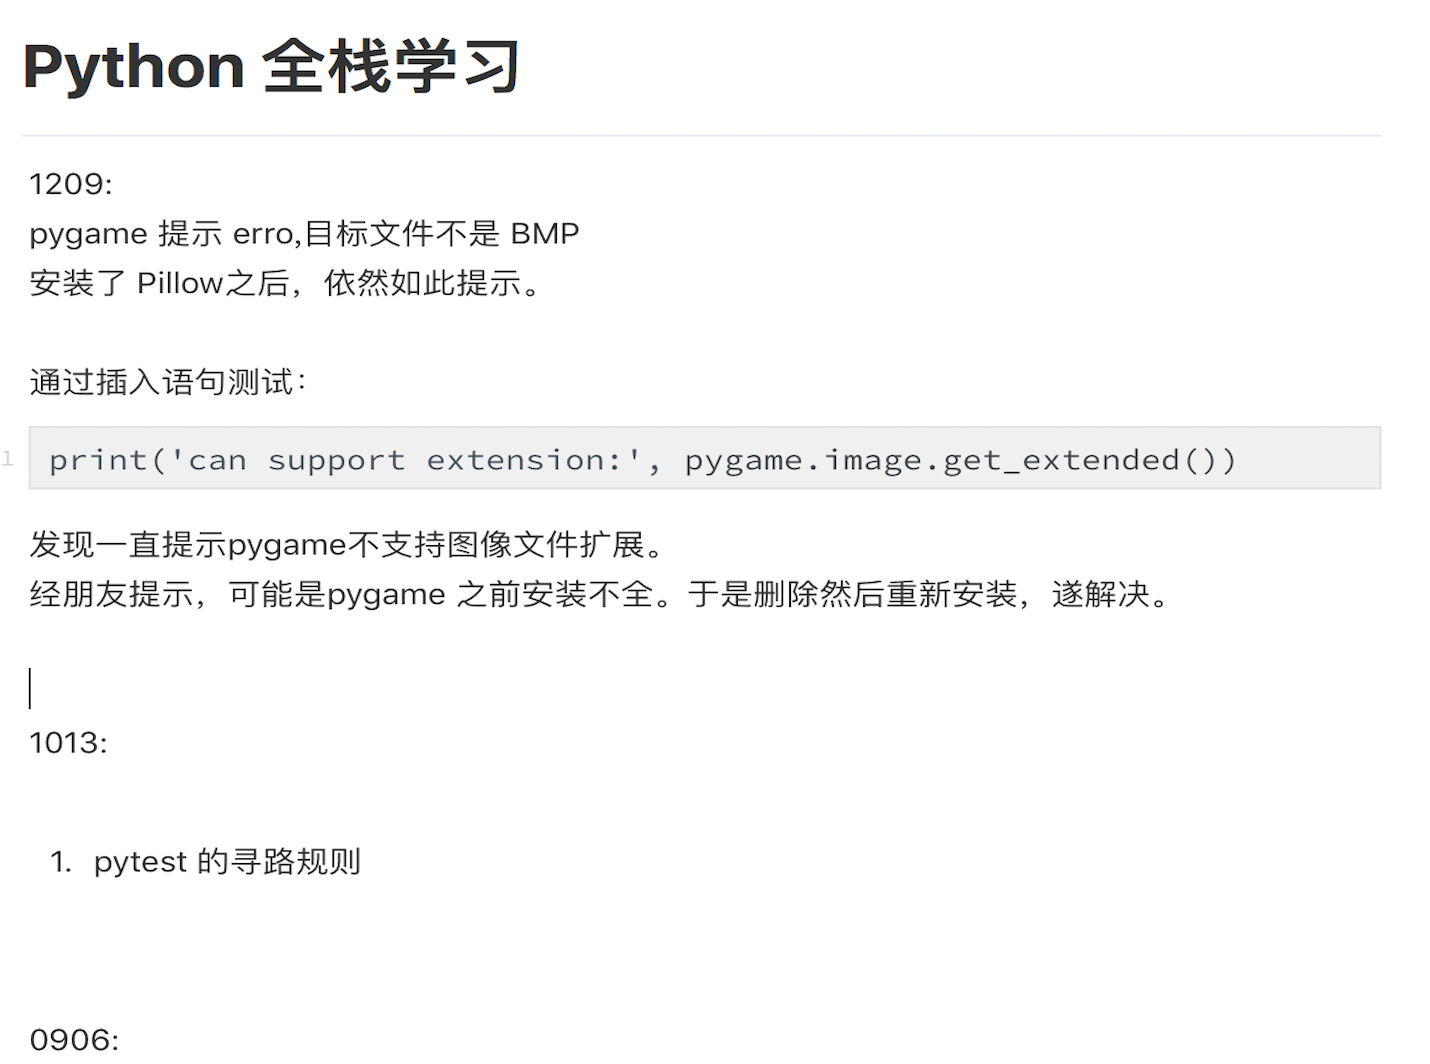 Python 全栈学习
1209:
pygame 提示 erro,目标文件不是 BMP
安装了 Pillow之后，依然如此提示。
通过插入语句测试：
1 print('can support extension:', pygame.image.get_extended())
发现一直提示pygame不支持图像文件扩展。
经朋友提示，可能是pygame 之前安装不全。于是删除然后重新安装，遂解决。
1013:
1. pytest 的寻路规则
0906: